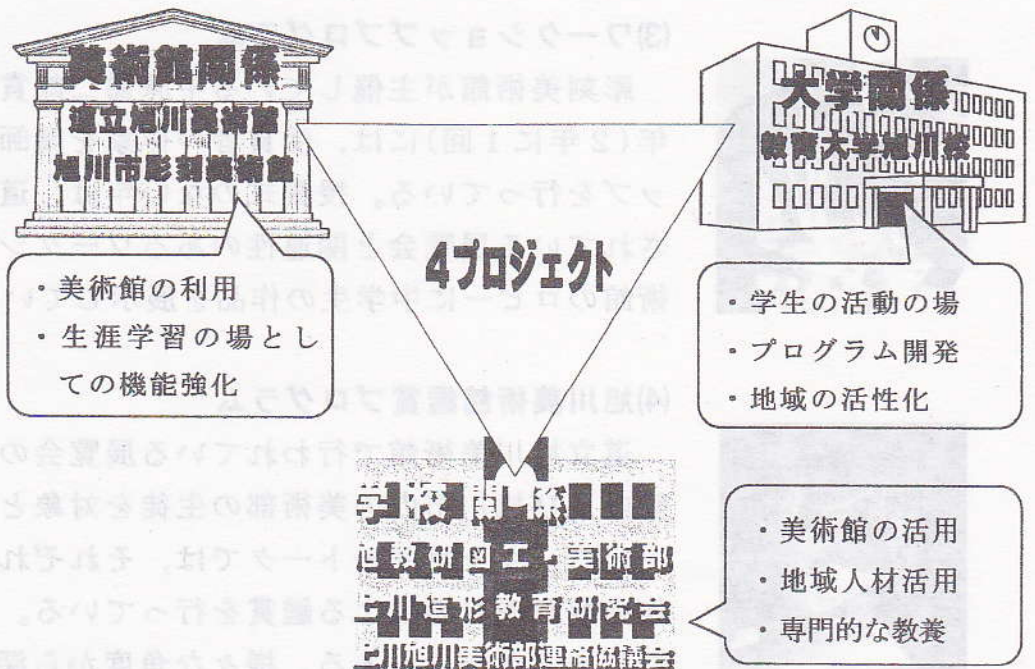 美術館関係
道立旭川美術館
旭川市彫刻美術館
・美術館の利用
・生涯学習の場とし
ての機能強化
4プロジェクト
大学関係
教育大学旭川校
・学生の活動の場
・プログラム開発
・地域の活性化
学校関係
旭教研図工・美術部
上川造形教育研究会
上川旭川美術部連絡協議会
・美術館の活用
・地域人材活用
・専門的な教養